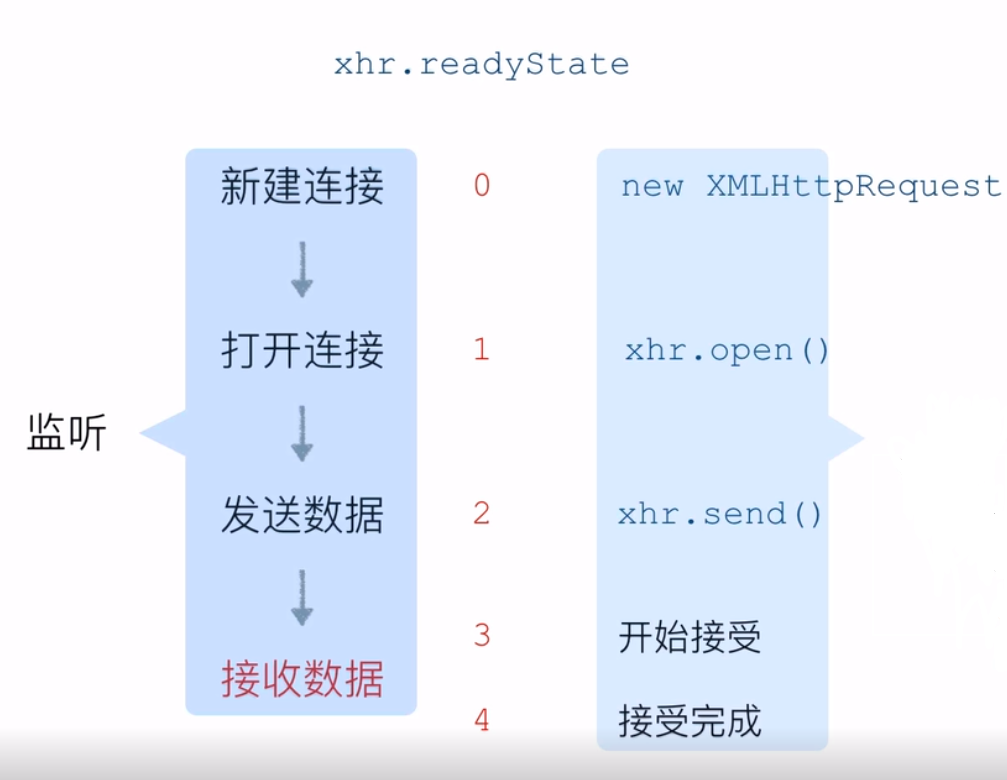 xhr.readyState
新建连接 0 new XMLHttpRequest
打开连接 1 xhr.open()
监听
发送数据 2 xhr.send()
3 开始接受
接收数据
4 接受完成